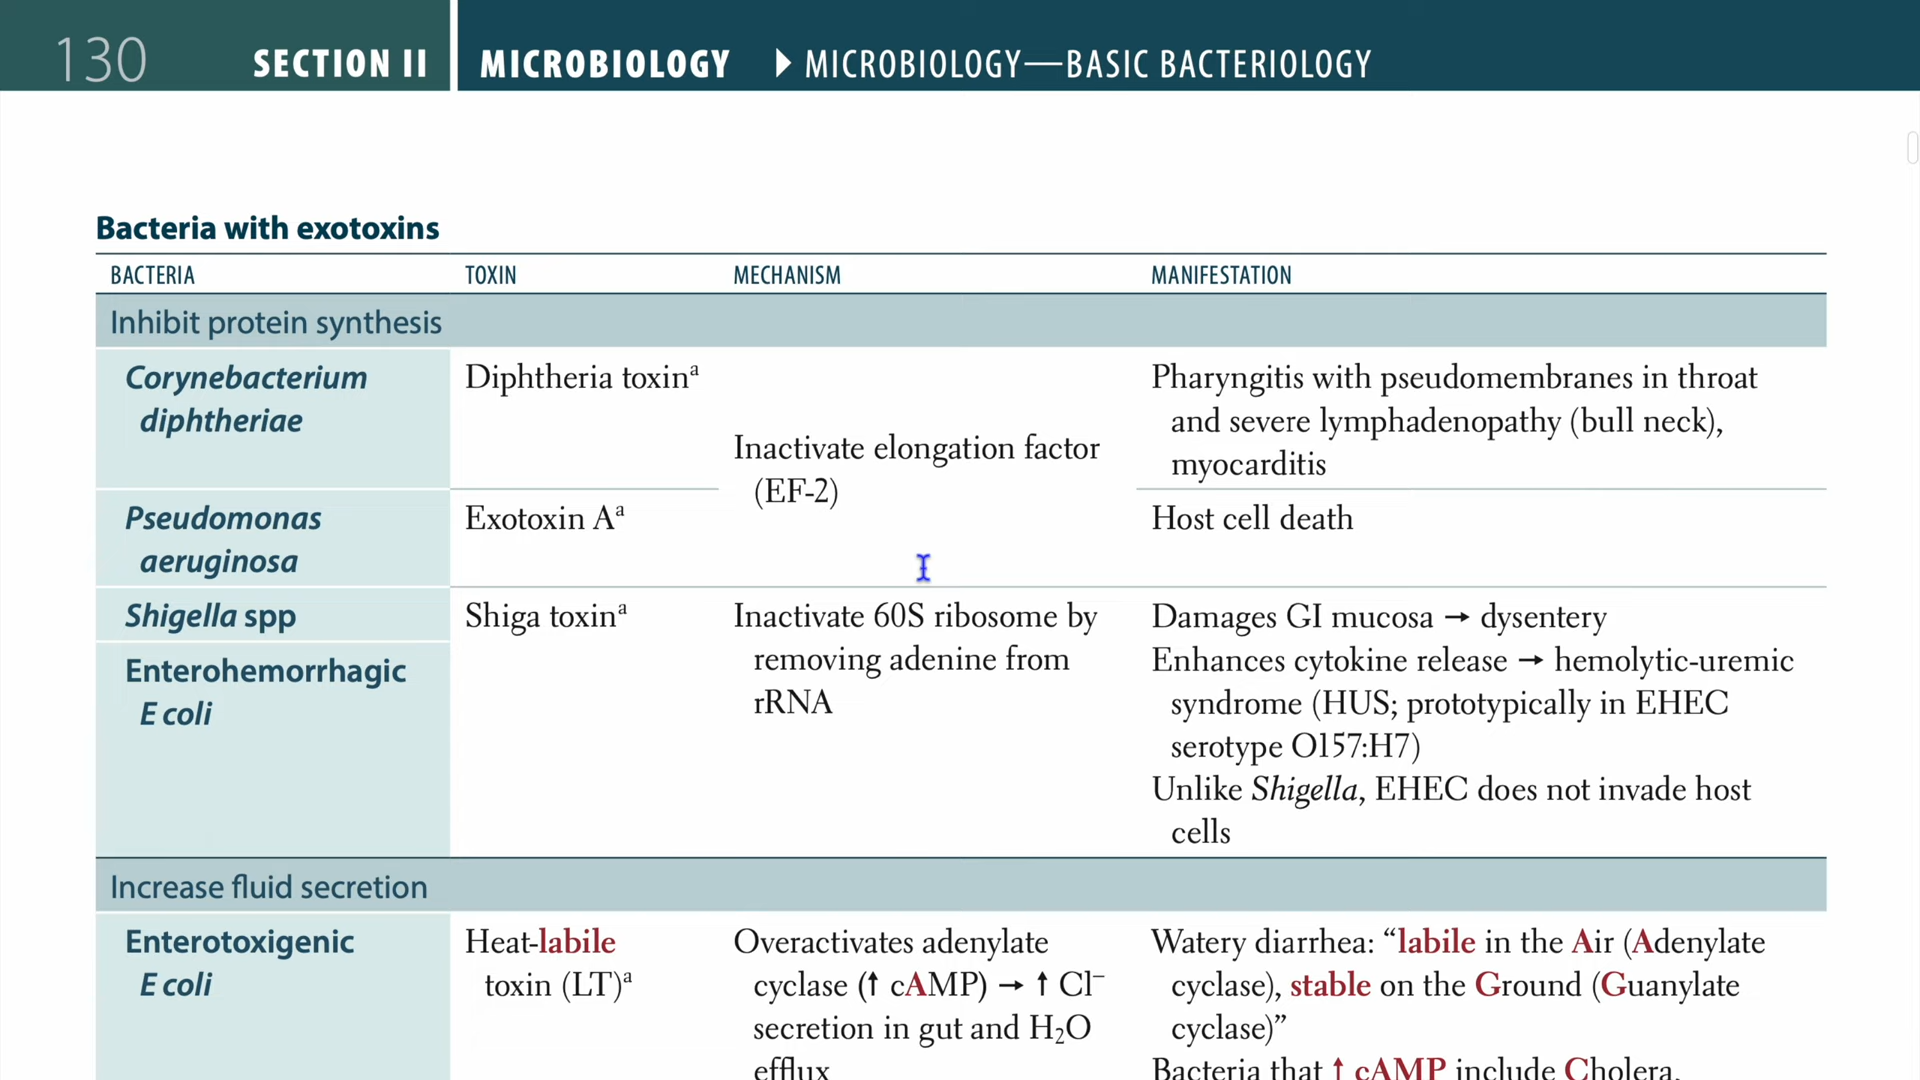 130 SECTION II MICROBIOLOGY ▶ MICROBIOLOGY—BASIC BACTERIOLOGY
Bacteria with exotoxins
BACTERIA TOXIN MECHANISM MANIFESTATION
Inhibit protein synthesis
Corynebacterium
diphtheriae
Diphtheria toxinᵃ
Inactivate elongation factor
(EF-2)
Pharyngitis with pseudomembranes in throat
and severe lymphadenopathy (bull neck),
myocarditis
Pseudomonas
aeruginosa
Exotoxin Aᵃ
Host cell death
Shigella spp
Shiga toxinᵃ
Inactivate 60S ribosome by
removing adenine from
rRNA
Damages GI mucosa → dysentery
Enhances cytokine release → hemolytic-uremic
syndrome (HUS; prototypically in EHEC
serotype O157:H7)
Unlike Shigella, EHEC does not invade host
cells
Enterohemorrhagic
E coli
Increase fluid secretion
Enterotoxigenic
E coli
Heat-labile
toxin (LT)ᵃ
Overactivates adenylate
cyclase (↑ cAMP) → ↑ Cl⁻
secretion in gut and H₂O
efflux
Watery diarrhea: “labile in the Air (Adenylate
cyclase), stable on the Ground (Guanylate
cyclase)”
Bacteria that ↑ cAMP include Cholera,